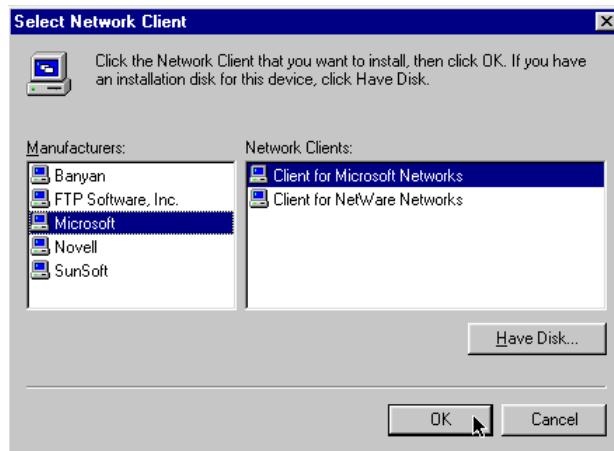 Select Network Client
Click the Network Client that you want to install, then click OK. If you have
an installation disk for this device, click Have Disk.
Manufacturers:
Banyan
FTP Software, Inc.
Microsoft
Novell
SunSoft
Network Clients:
Client for Microsoft Networks
Client for NetWare Networks
Have Disk...
OK
Cancel